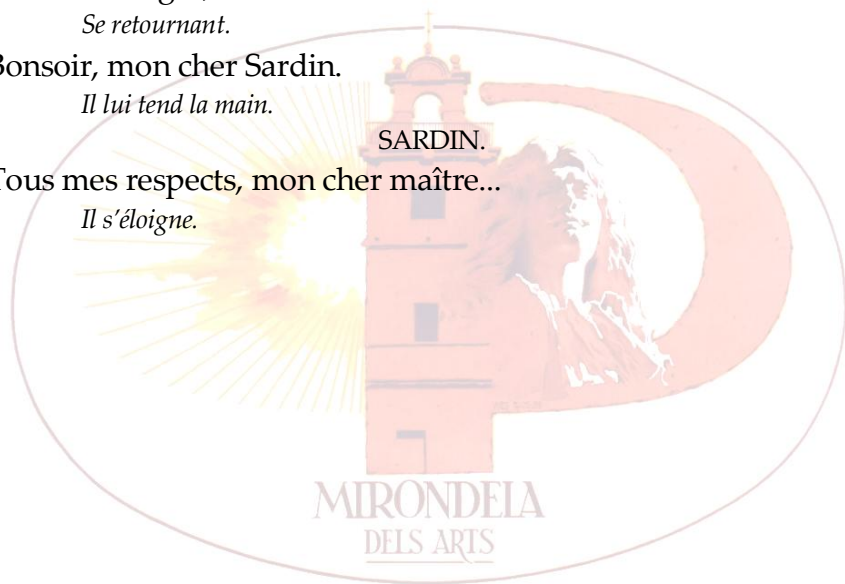 Se retournant.
Bonsoir, mon cher Sardin.
Il lui tend la main.
SARDIN.
Tous mes respects, mon cher maître...
Il s'éloigne.
MIRONDELA
DELS ARTS